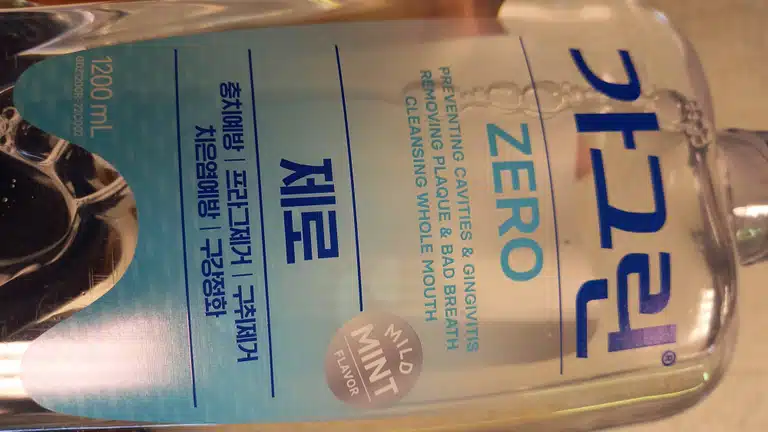 가그린®
ZERO
PREVENTING CAVITIES & GINGIVITIS
REMOVING PLAQUE & BAD BREATH
CLEANSING WHOLE MOUTH
MILD
MINT
FLAVOR
제로
충치예방 | 프라그제거 | 구취제거
치은염예방 | 구강정화
1200 mL